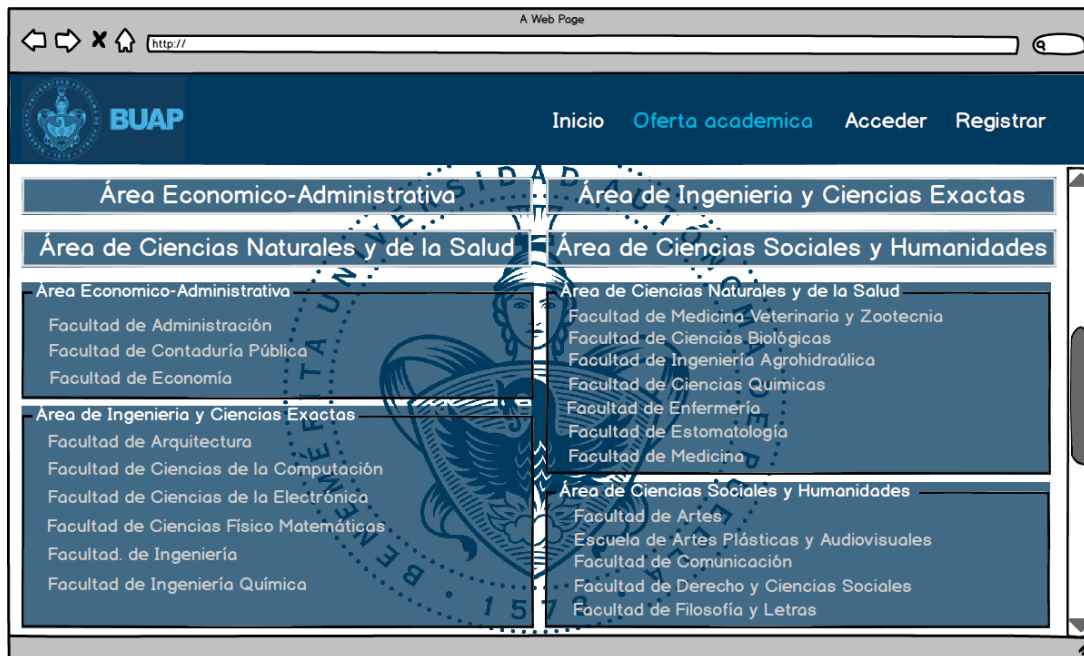 A Web Page
http://
BUAP
Inicio Oferta academica Acceder Registrar
Área Economico-Administrativa
Área de Ingenieria y Ciencias Exactas
Área de Ciencias Naturales y de la Salud
Área de Ciencias Sociales y Humanidades
Área Economico-Administrativa
Facultad de Administración
Facultad de Contaduría Pública
Facultad de Economía
Área de Ingenieria y Ciencias Exactas
Facultad de Arquitectura
Facultad de Ciencias de la Computación
Facultad de Ciencias de la Electrónica
Facultad de Ciencias Físico Matemáticas
Facultad. de Ingeniería
Facultad de Ingeniería Química
Área de Ciencias Naturales y de la Salud
Facultad de Medicina Veterinaria y Zootecnia
Facultad de Ciencias Biológicas
Facultad de Ingeniería Agrohidraúlica
Facultad de Ciencias Quimicas
Facultad de Enfermería
Facultad de Estomatología
Facultad de Medicina
Área de Ciencias Sociales y Humanidades
Facultad de Artes
Escuela de Artes Plásticas y Audiovisuales
Facultad de Comunicación
Facultad de Derecho y Ciencias Sociales
Facultad de Filosofía y Letras
BENEMÉRITA UNIVERSIDAD AUTÓNOMA DE PUEBLA